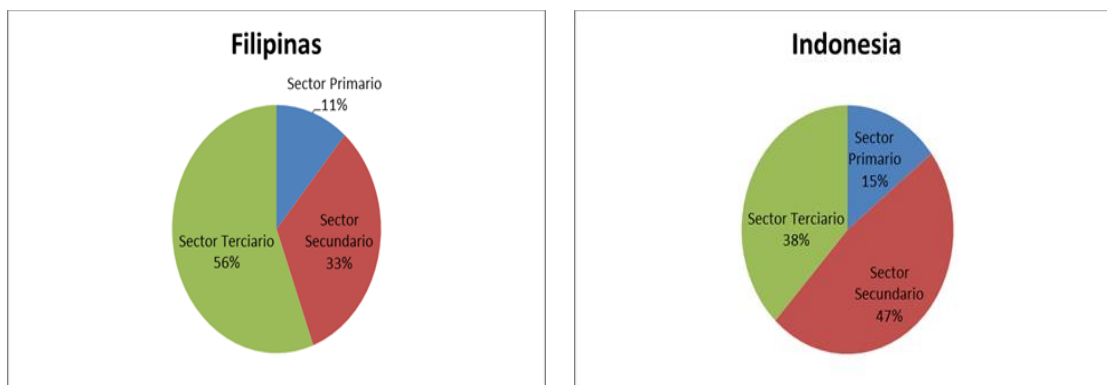 Filipinas
Sector Primario
11%
Sector
Secundario
33%
Sector Terciario
56%
Indonesia
Sector
Primario
15%
Sector Terciario
38%
Sector
Secundario
47%